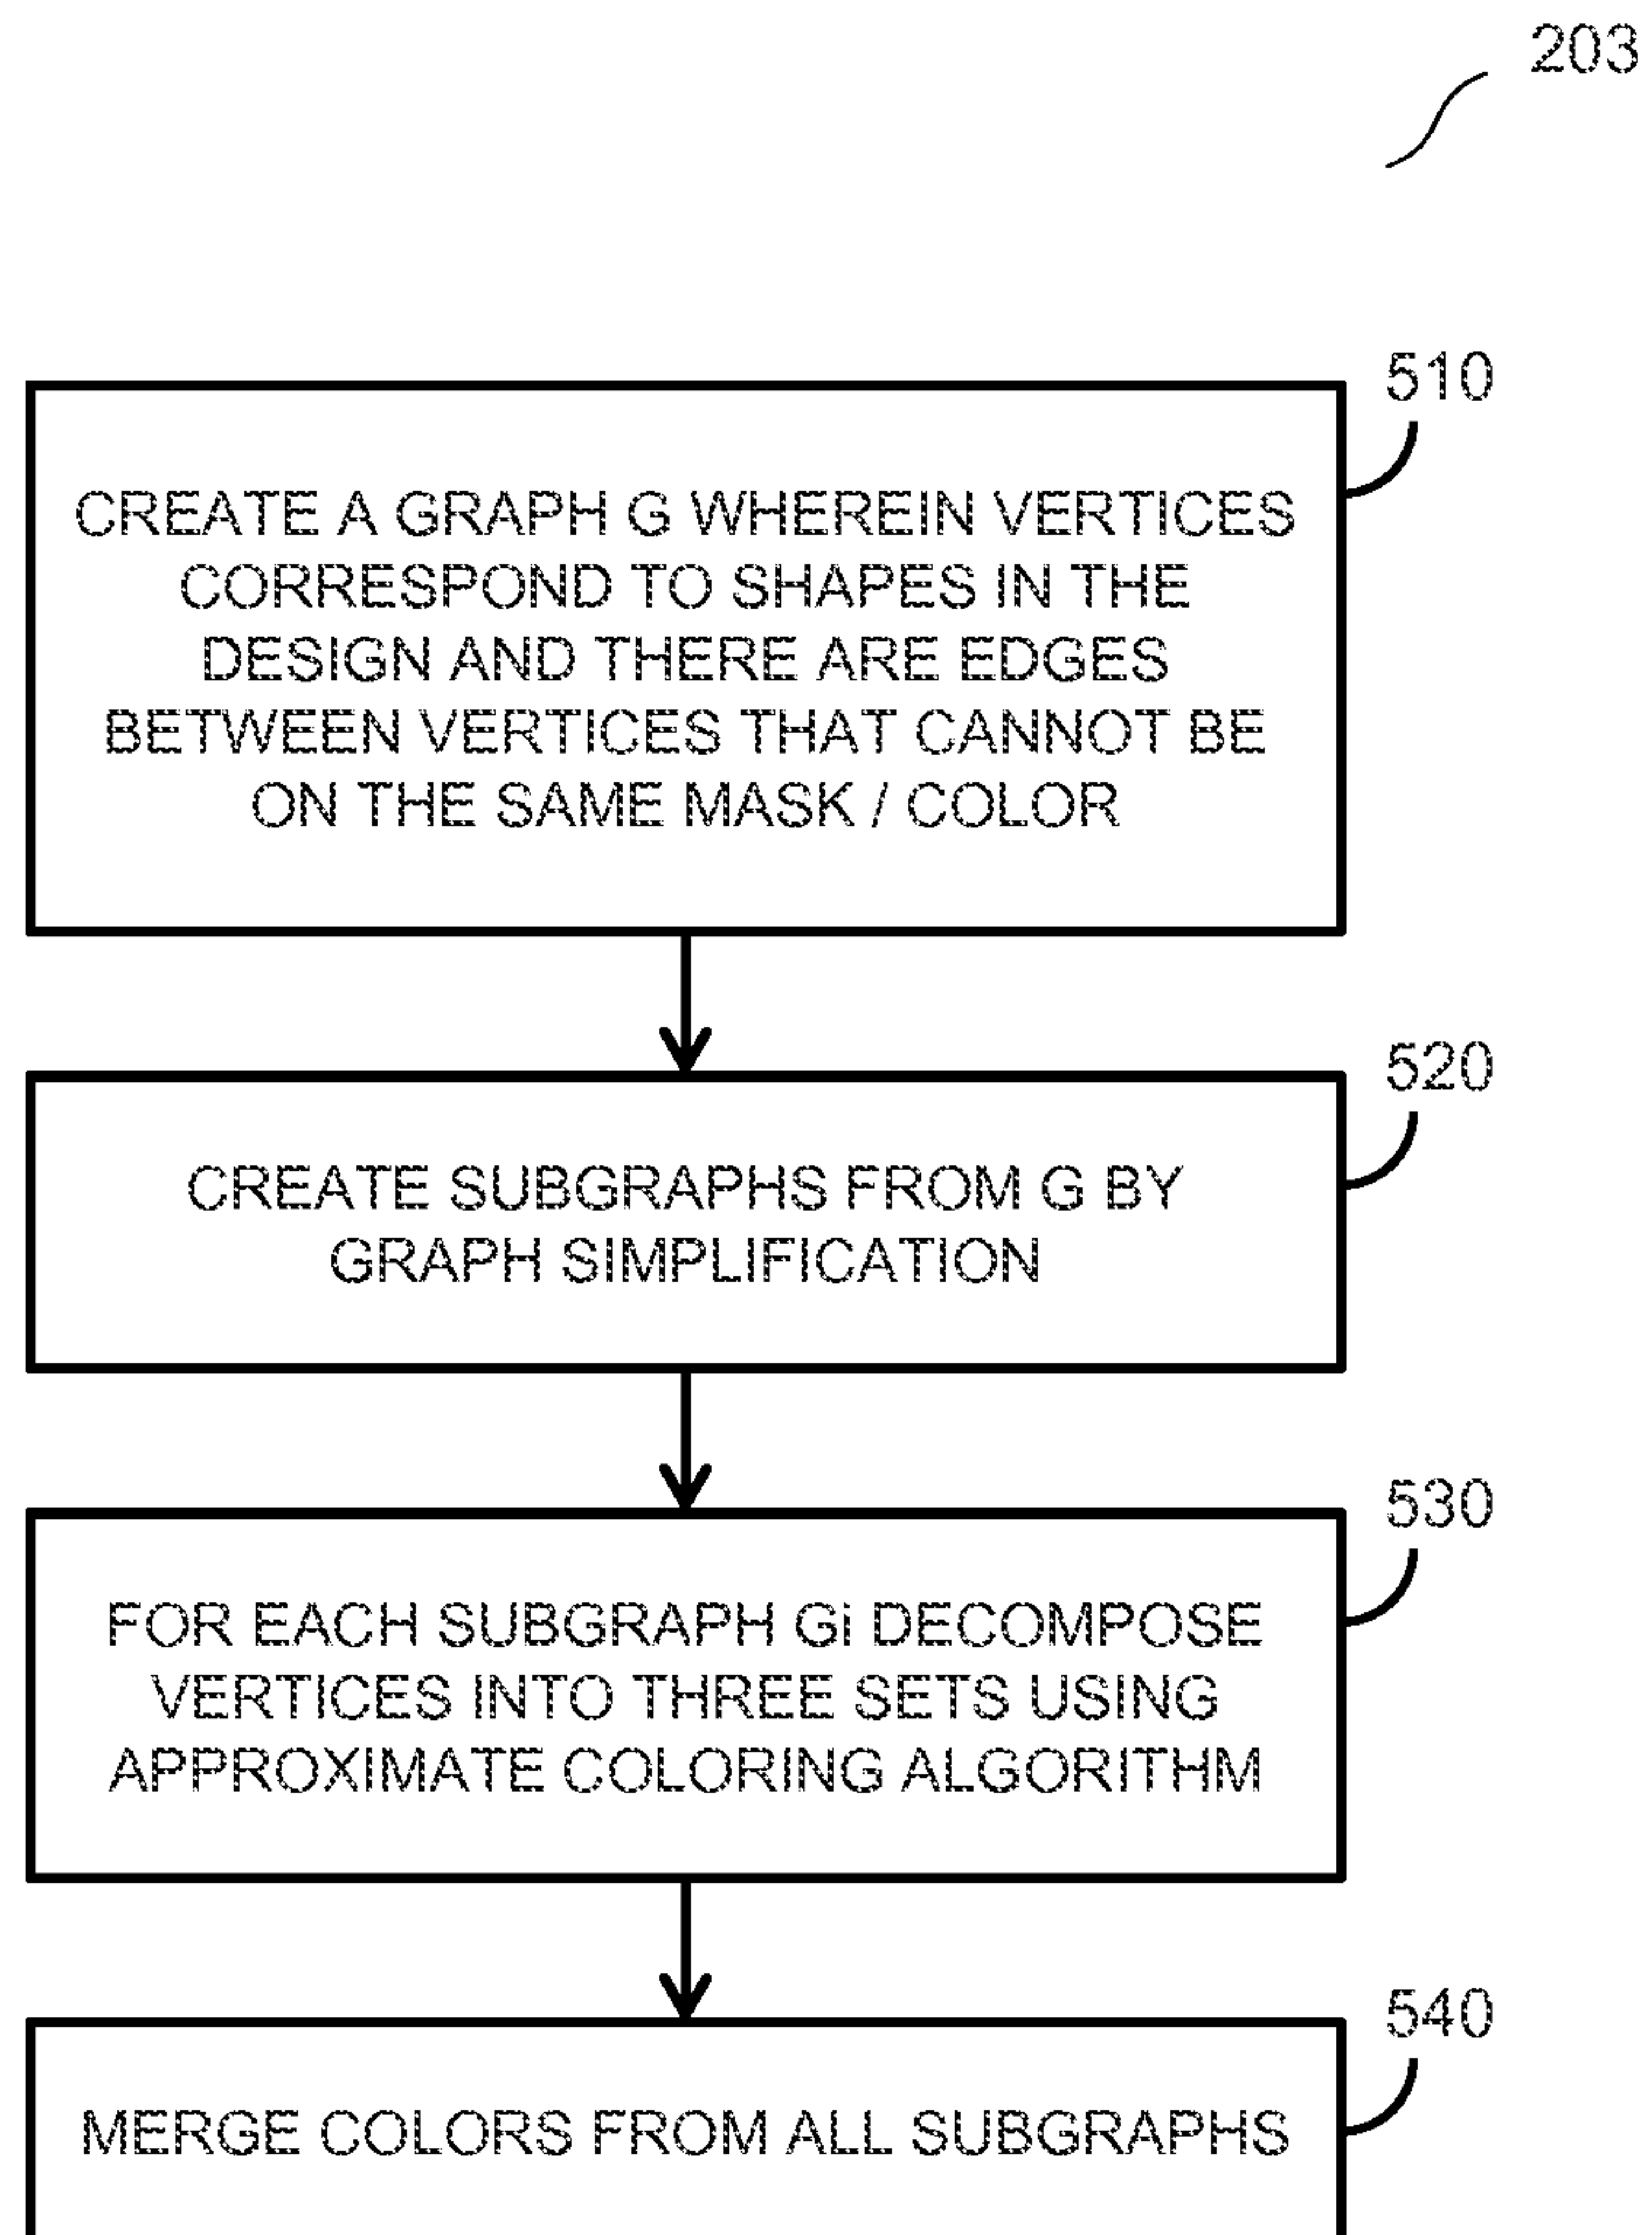 203
510
CREATE A GRAPH G WHEREIN VERTICES
CORRESPOND TO SHAPES IN THE
DESIGN AND THERE ARE EDGES
BETWEEN VERTICES THAT CANNOT BE
ON THE SAME MASK / COLOR
520
CREATE SUBGRAPHS FROM G BY
GRAPH SIMPLIFICATION
530
FOR EACH SUBGRAPH Gi DECOMPOSE
VERTICES INTO THREE SETS USING
APPROXIMATE COLORING ALGORITHM
540
MERGE COLORS FROM ALL SUBGRAPHS